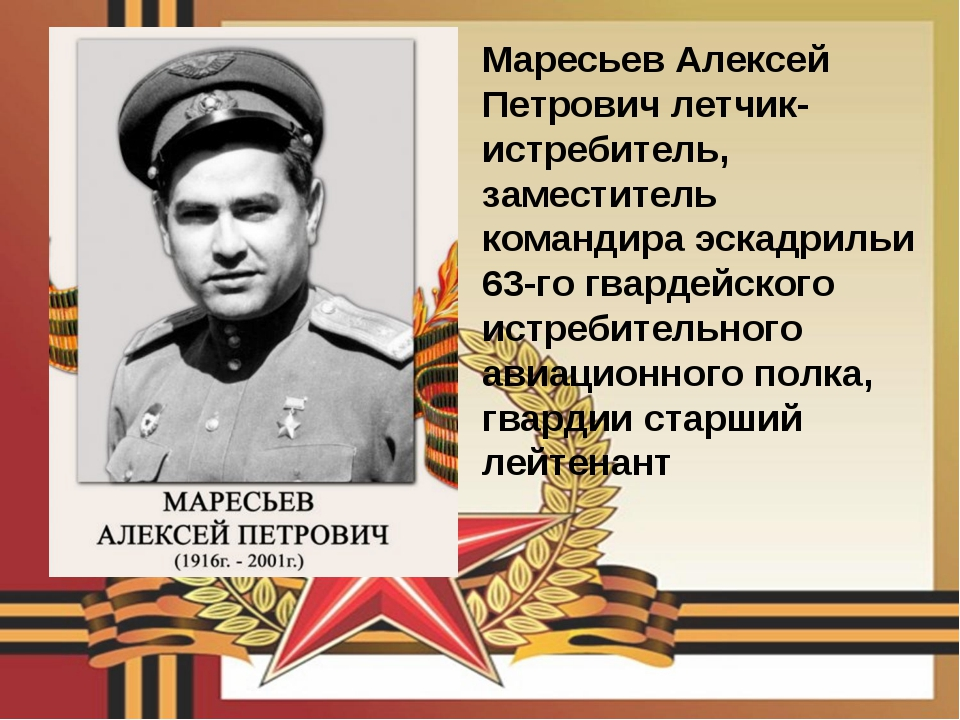 Маресьев Алексей
Петрович летчик-
истребитель,
заместитель
командира эскадрильи
63-го гвардейского
истребительного
авиационного полка,
гвардии старший
лейтенант
МАРЕСЬЕВ
АЛЕКСЕЙ ПЕТРОВИЧ
(1916г. - 2001г.)